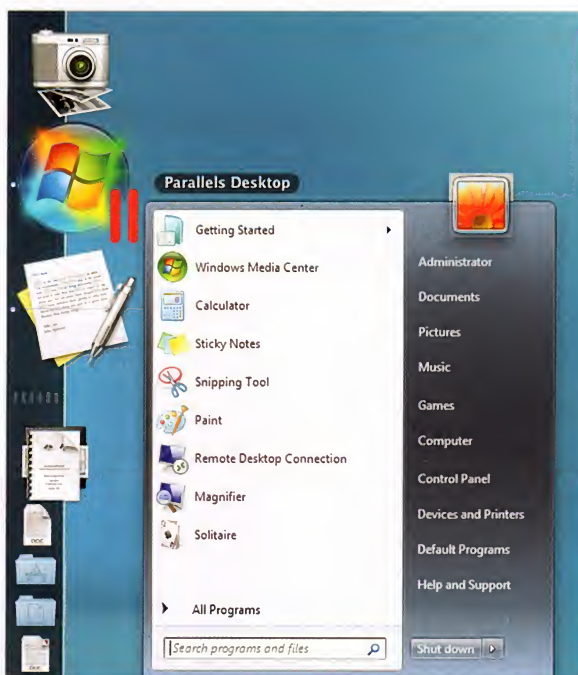 Parallels Desktop
Getting Started
Windows Media Center
Calculator
Sticky Notes
Snipping Tool
Paint
Remote Desktop Connection
Magnifier
Solitaire
All Programs
Search programs and files
Administrator
Documents
Pictures
Music
Games
Computer
Control Panel
Devices and Printers
Default Programs
Help and Support
Shut down
DOC
DOC